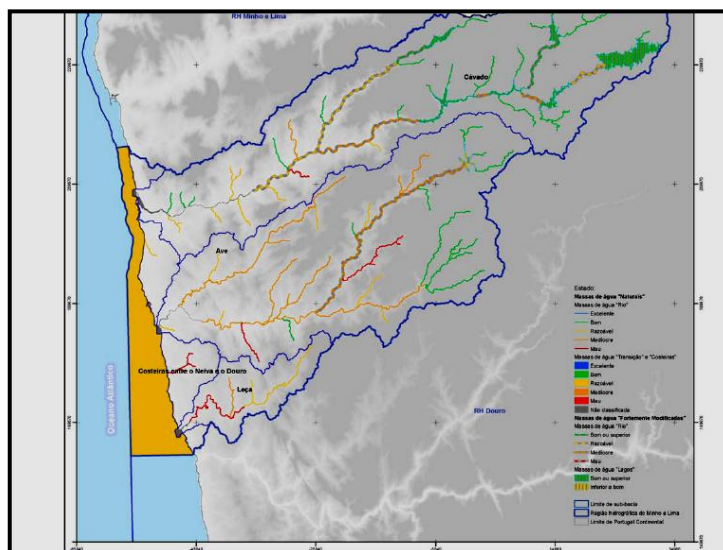 RH Minho e Lima
Cávado
Ave
Costeiras entre o Neiva e o Douro
Leça
Oceano Atlântico
RH Douro
Estado:
Massas de água "Naturais"
Massas de água "Rio"
Excelente
Bom
Razoável
Medíocre
Mau
Massas de água "Transição" e "Costeiras"
Excelente
Bom
Razoável
Medíocre
Mau
Não classificada
Massas de água "Fortemente Modificadas"
Massas de água "Rio"
Bom ou superior
Razoável
Medíocre
Mau
Massas de água "Lagos"
Bom ou superior
Inferior a bom
Limite de sub-bacia
Região hidrográfica do Minho e Lima
Limite de Portugal Continental